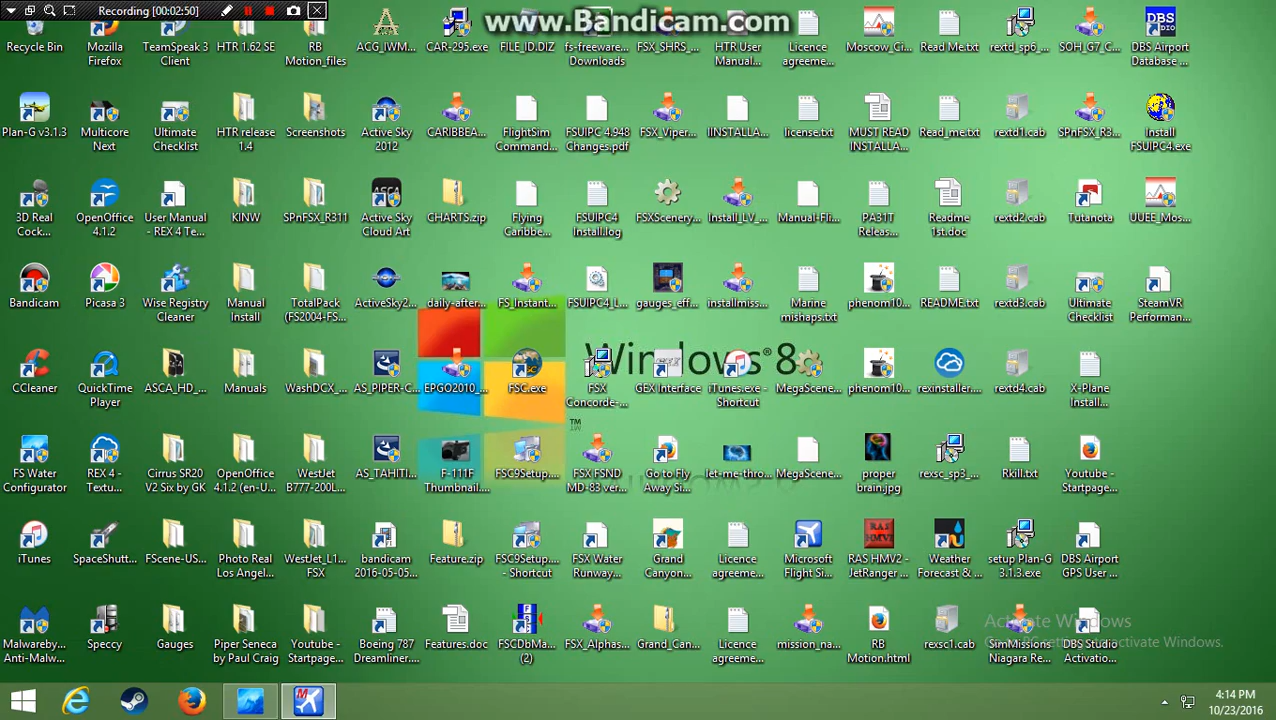 Recording [00:02:50]
www.Bandicam.com
Recycle Bin
Mozilla
Firefox
TeamSpeak 3
Client
HTR 1.62 SE
RB
Motion_files
ACG_IWM...
CAR-295.exe
FILE_ID.DIZ
fs-freeware...
Downloads
FSX_SHRS_...
HTR User
Manual...
Licence
agreeme...
Moscow_Ci...
Read Me.txt
rextd_sp6_...
SOH_G7_C...
DBS Airport
Database ...
Plan-G v3.1.3
Multicore
Next
Ultimate
Checklist
HTR release
1.4
Screenshots
Active Sky
2012
CARIBBEA...
FlightSim
Comman...
FSUIPC 4.948
Changes.pdf
FSX_Viper...
IINSTALLA...
license.txt
MUST READ
INSTALLA...
Read_me.txt
rextd1.cab
SPnFSX_R3...
Install
FSUIPC4.exe
3D Real
Cock...
OpenOffice
4.1.2
User Manual
- REX 4 Te...
KINW
SPnFSX_R311
Active Sky
Cloud Art
CHARTS.zip
Flying
Caribbe...
FSUIPC4
Install.log
FSXScenery...
Install_LV_...
Manual-Fli...
PA31T
Releas...
Readme
1st.doc
rextd2.cab
Tutanota
UUEE_Mos...
Bandicam
Picasa 3
Wise Registry
Cleaner
Manual
Install
TotalPack
(FS2004-FS...
ActiveSky2...
daily-after...
FS_Instant...
FSUIPC4_L...
gauges_eff...
installmiss...
Marine
mishaps.txt
phenom10...
README.txt
rextd3.cab
Ultimate
Checklist
SteamVR
Performan...
Windows®8
CCleaner
QuickTime
Player
ASCA_HD_...
Manuals
WashDCX_...
AS_PIPER-C...
EPGO2010_...
FSC.exe
FSX
Concorde-...
GEX Interface
iTunes.exe -
Shortcut
MegaScene...
phenom10...
rexinstaller...
rextd4.cab
X-Plane
Install...
™
FS Water
Configurator
REX 4 -
Textu...
Cirrus SR20
V2 Six by GK
OpenOffice
4.1.2 (en-U...
WestJet
B777-200L...
AS_TAHITI...
F-111F
Thumbnail....
FSC9Setup....
FSX FSND
MD-83 ver...
Go to Fly
Away Si...
let-me-thro...
MegaScene...
proper
brain.jpg
rexsc_sp3_...
Rkill.txt
Youtube -
Startpage...
iTunes
SpaceShutt...
FScene-US...
Photo Real
Los Angel...
WestJet_L1...
FSX
bandicam
2016-05-05...
Feature.zip
FSC9Setup....
- Shortcut
FSX Water
Runway...
Grand
Canyon...
Licence
agreeme...
Microsoft
Flight Si...
RAS HMV2 -
JetRanger ...
Weather
Forecast & ...
setup Plan-G
3.1.3.exe
DBS Airport
GPS User ...
Malwareby...
Anti-Malw...
Speccy
Gauges
Piper Seneca
by Paul Craig
Youtube -
Startpage...
Boeing 787
Dreamliner...
Features.doc
FSCDbMa...
(2)
FSX_Alphas...
Grand_Can...
Licence
agreeme...
mission_na...
RB
Motion.html
rexsc1.cab
SimMissions
Niagara Re...
DBS Studio
Activatio...
Activate Windows
Go to PC settings to activate Windows.
4:14 PM
10/23/2016